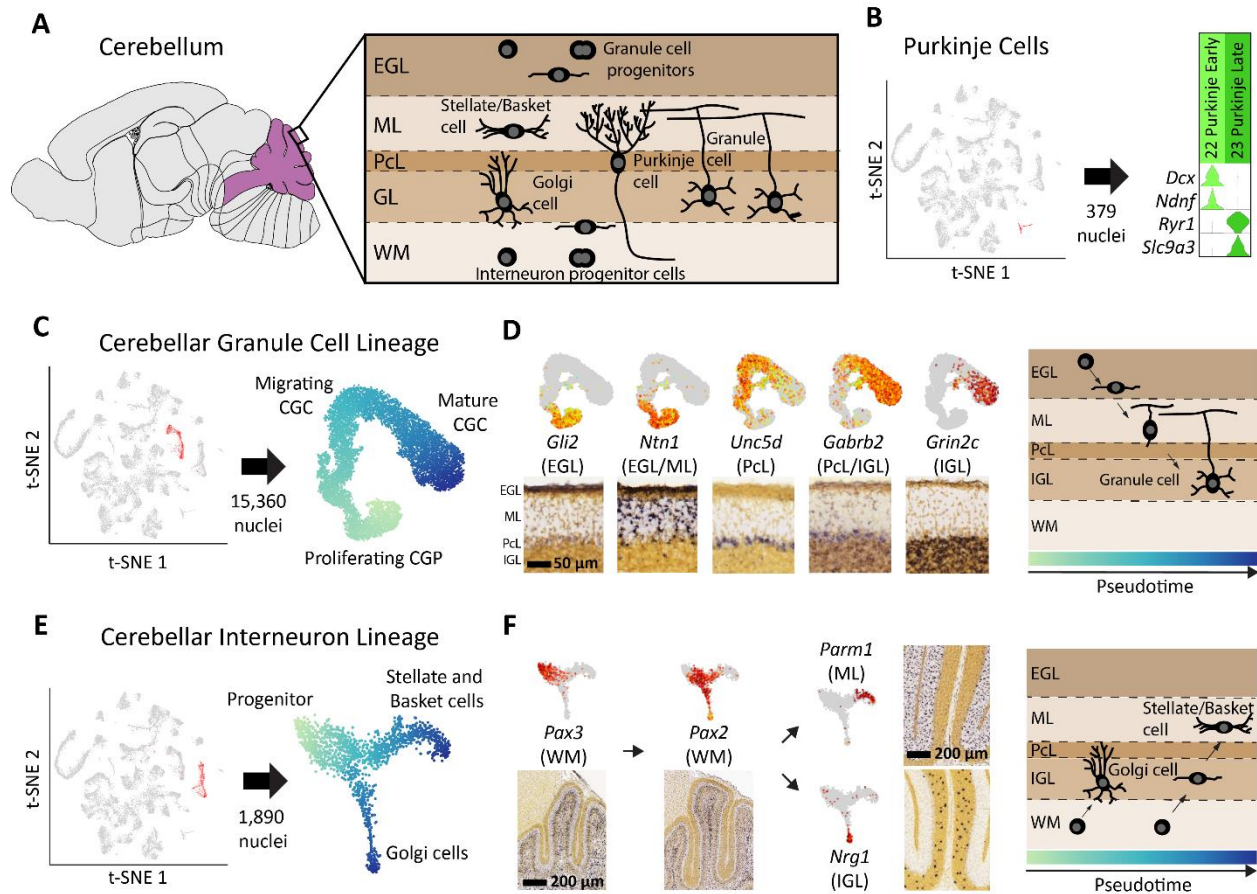 A
Cerebellum
EGL
Granule cell
progenitors
ML
Stellate/Basket
cell
Granule
cell
PcL
Purkinje
cell
GL
Golgi
cell
WM
Interneuron progenitor cells
B
Purkinje Cells
t-SNE 2
t-SNE 1
379
nuclei
22 Purkinje Early
23 Purkinje Late
Dcx
Ndnf
Ryr1
Slc9a3
C
Cerebellar Granule Cell Lineage
t-SNE 2
t-SNE 1
15,360
nuclei
Migrating
CGC
Mature
CGC
Proliferating CGP
D
Gli2
(EGL)
Ntn1
(EGL/ML)
Unc5d
(PcL)
Gabrb2
(PcL/IGL)
Grin2c
(IGL)
EGL
ML
PcL
IGL
50 µm
EGL
ML
PcL
IGL
Granule cell
WM
Pseudotime
E
Cerebellar Interneuron Lineage
t-SNE 2
t-SNE 1
1,890
nuclei
Progenitor
Stellate and
Basket cells
Golgi cells
F
Pax3
(WM)
200 µm
Pax2
(WM)
Parm1
(ML)
200 µm
Nrg1
(IGL)
EGL
ML
Stellate/Basket
cell
PcL
IGL
Golgi cell
WM
Pseudotime